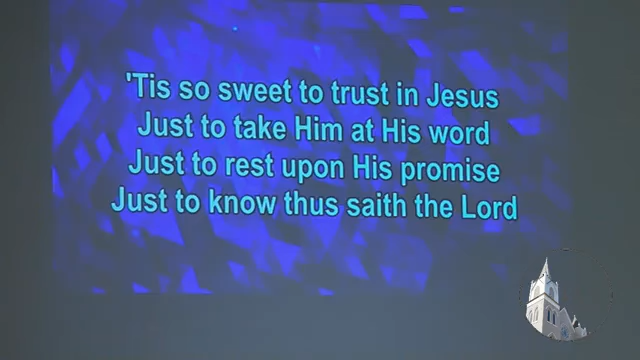 'Tis so sweet to trust in Jesus
Just to take Him at His word
Just to rest upon His promise
Just to know thus saith the Lord